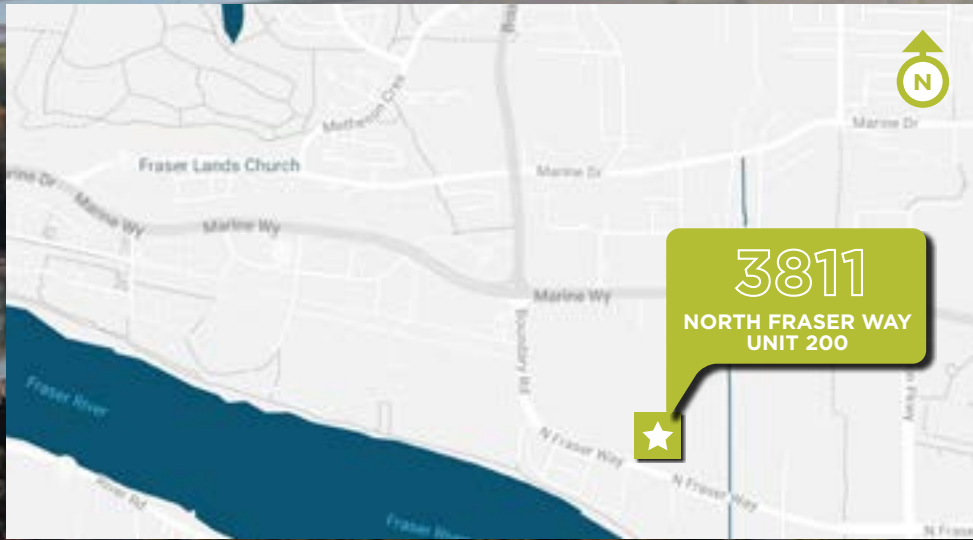 N
Marine Dr
Matheson Cres
Fraser Lands Church
Marine Dr
rine Dr
Marine Wy
Marine Wy
3811
NORTH FRASER WAY
UNIT 200
Marine Wy
Boundary Rd
Fraser River
N Fraser Way
N Fraser Way
River Rd
Fraser River
N Fraser